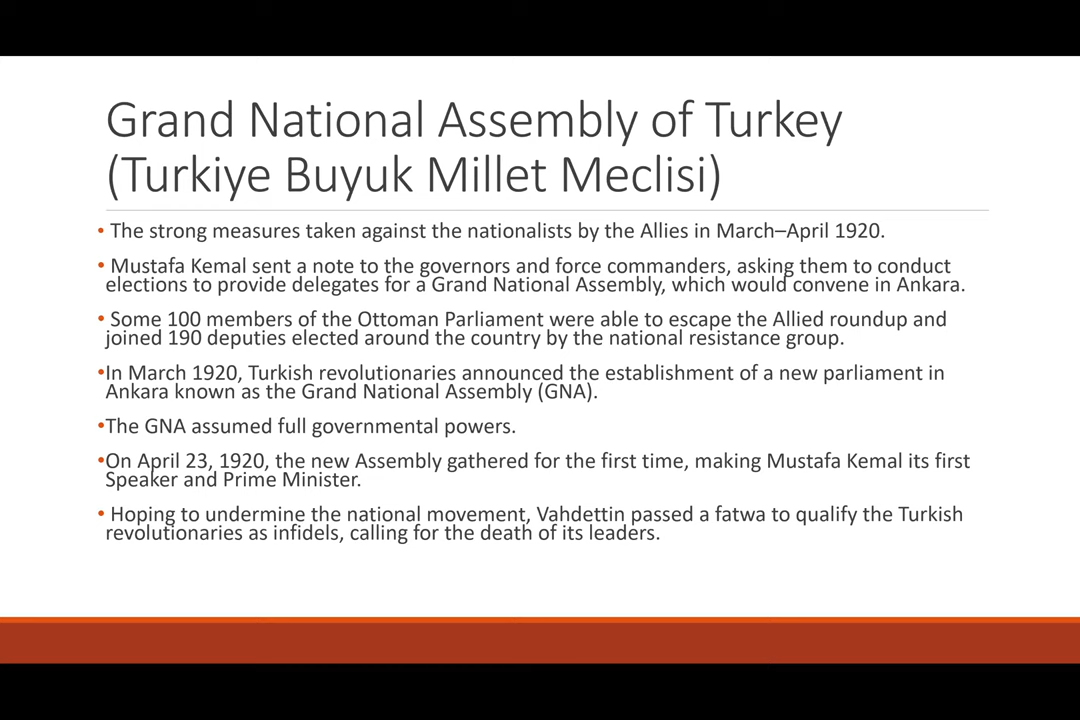 Grand National Assembly of Turkey
(Turkiye Buyuk Millet Meclisi)
• The strong measures taken against the nationalists by the Allies in March–April 1920.
• Mustafa Kemal sent a note to the governors and force commanders, asking them to conduct
elections to provide delegates for a Grand National Assembly, which would convene in Ankara.
• Some 100 members of the Ottoman Parliament were able to escape the Allied roundup and
joined 190 deputies elected around the country by the national resistance group.
•In March 1920, Turkish revolutionaries announced the establishment of a new parliament in
Ankara known as the Grand National Assembly (GNA).
•The GNA assumed full governmental powers.
•On April 23, 1920, the new Assembly gathered for the first time, making Mustafa Kemal its first
Speaker and Prime Minister.
• Hoping to undermine the national movement, Vahdettin passed a fatwa to qualify the Turkish
revolutionaries as infidels, calling for the death of its leaders.